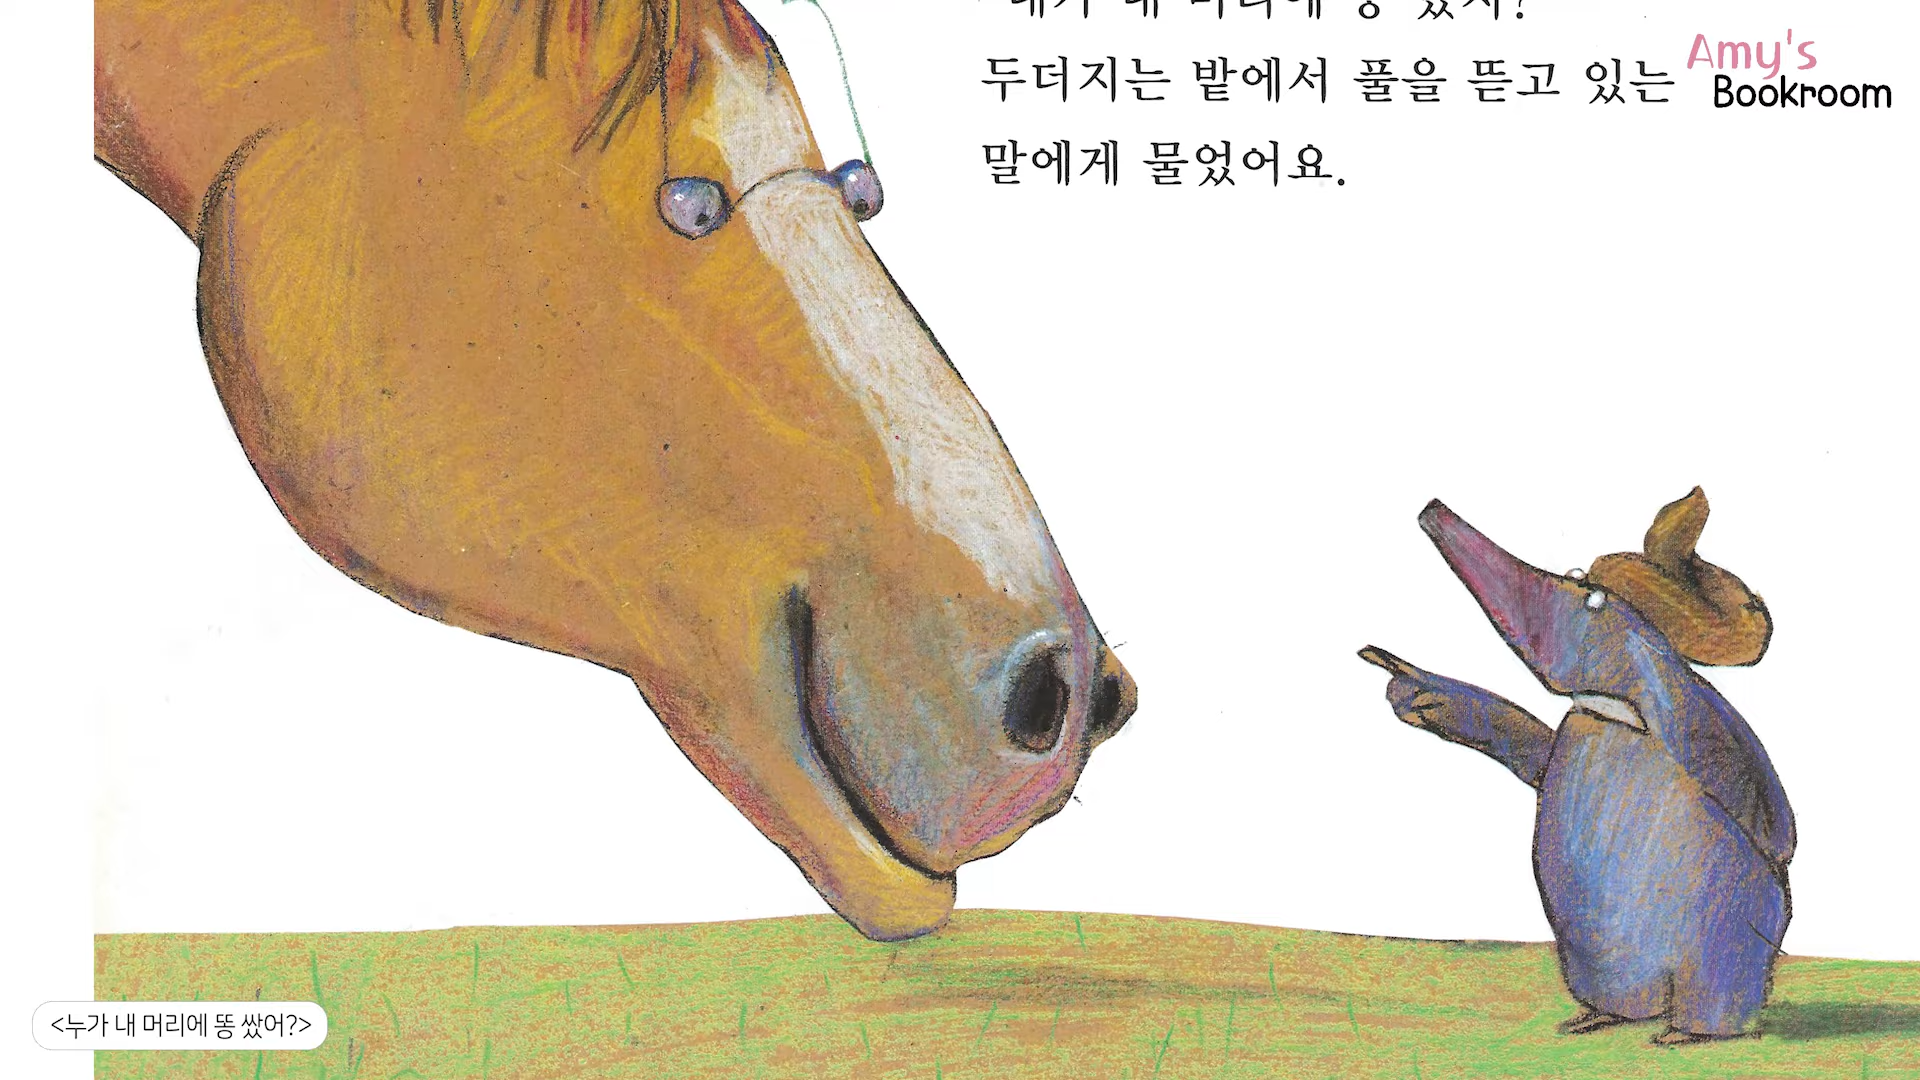 두더지는 밭에서 풀을 뜯고 있는
말에게 물었어요.
Amy's
Bookroom
<누가 내 머리에 똥 쌌어?>